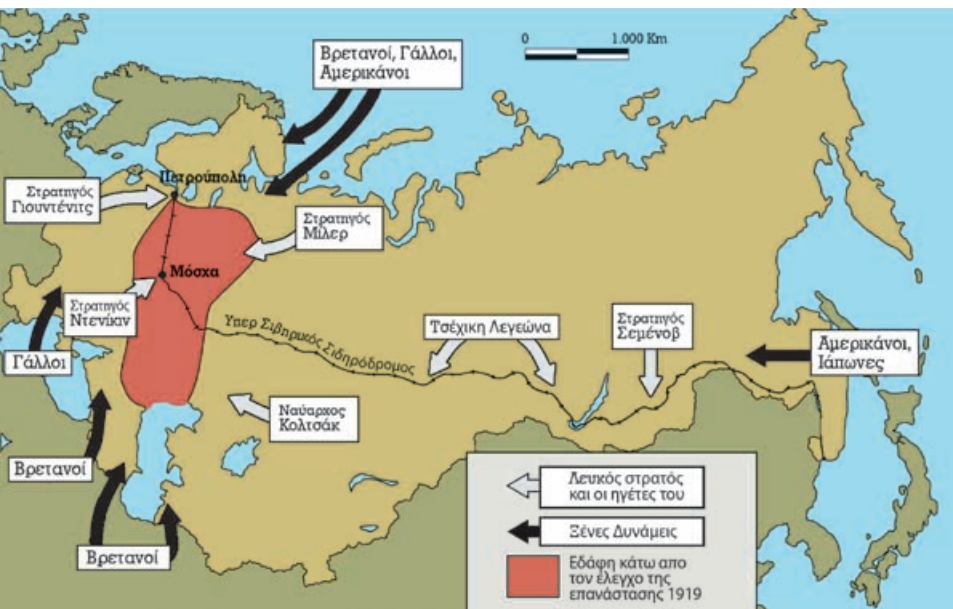 0 1.000 Km
Βρετανοί, Γάλλοι,
Αμερικάνοι
Πετρούπολη
Στρατηγός
Γιουντένιτς
Στρατηγός
Μίλερ
Μόσχα
Στρατηγός
Ντενίκιν
Γάλλοι
Υπερ Σιβηρικός Σιδηρόδρομος
Τσέχικη Λεγεώνα
Στρατηγός
Σεμένοβ
Αμερικάνοι,
Ιάπωνες
Ναύαρχος
Κολτσάκ
Βρετανοί
Βρετανοί
Λευκός στρατός
και οι ηγέτες του
Ξένες Δυνάμεις
Εδάφη κάτω απο
τον έλεγχο της
επανάστασης 1919